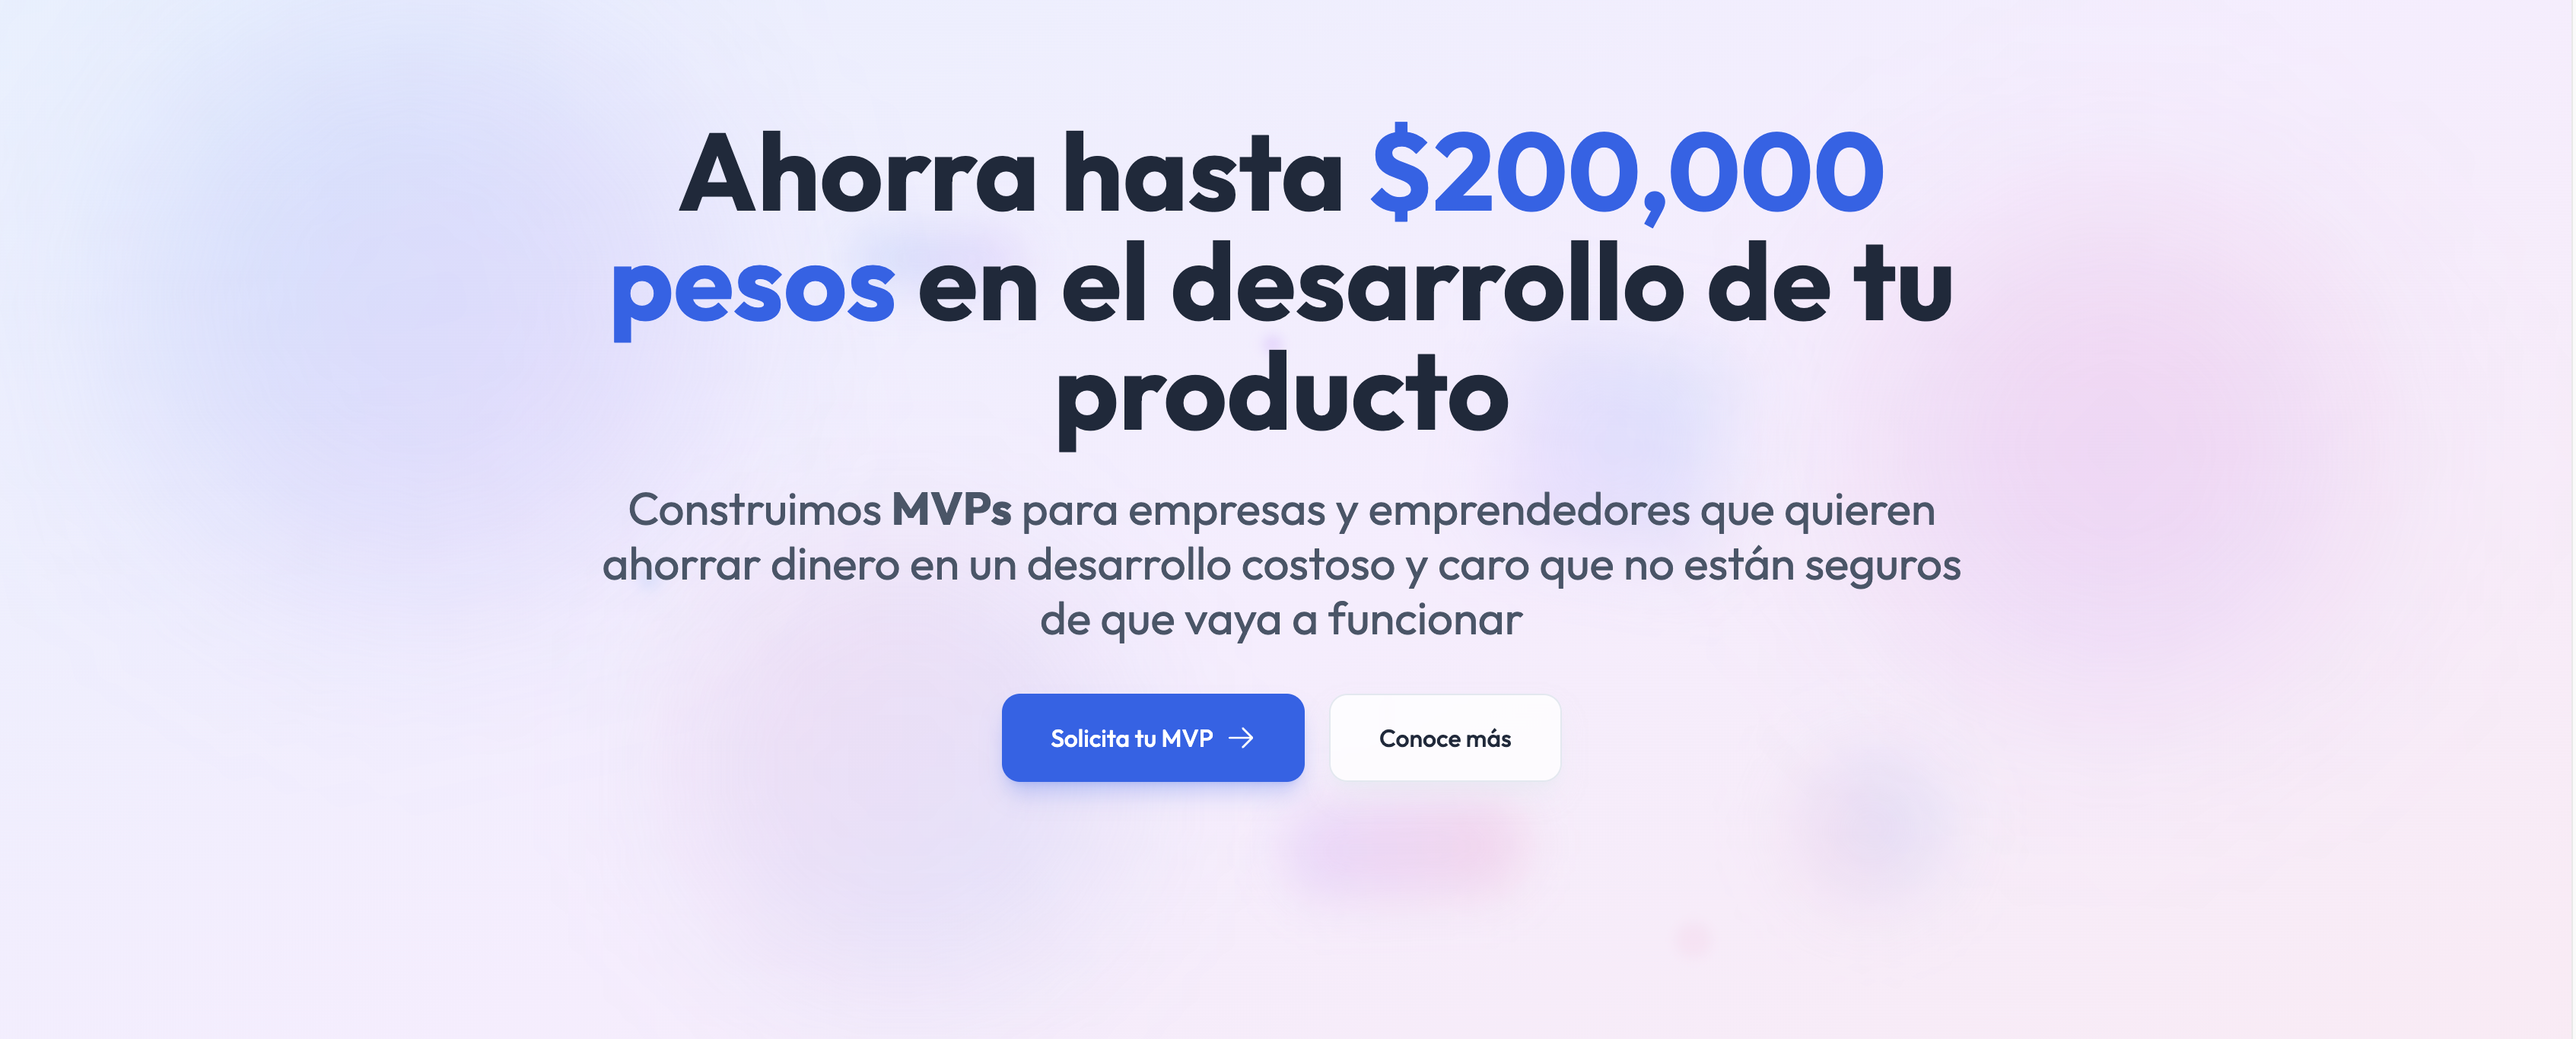 Ahorra hasta $200,000
pesos en el desarrollo de tu
producto
Construimos MVPs para empresas y emprendedores que quieren
ahorrar dinero en un desarrollo costoso y caro que no están seguros
de que vaya a funcionar
Solicita tu MVP →
Conoce más